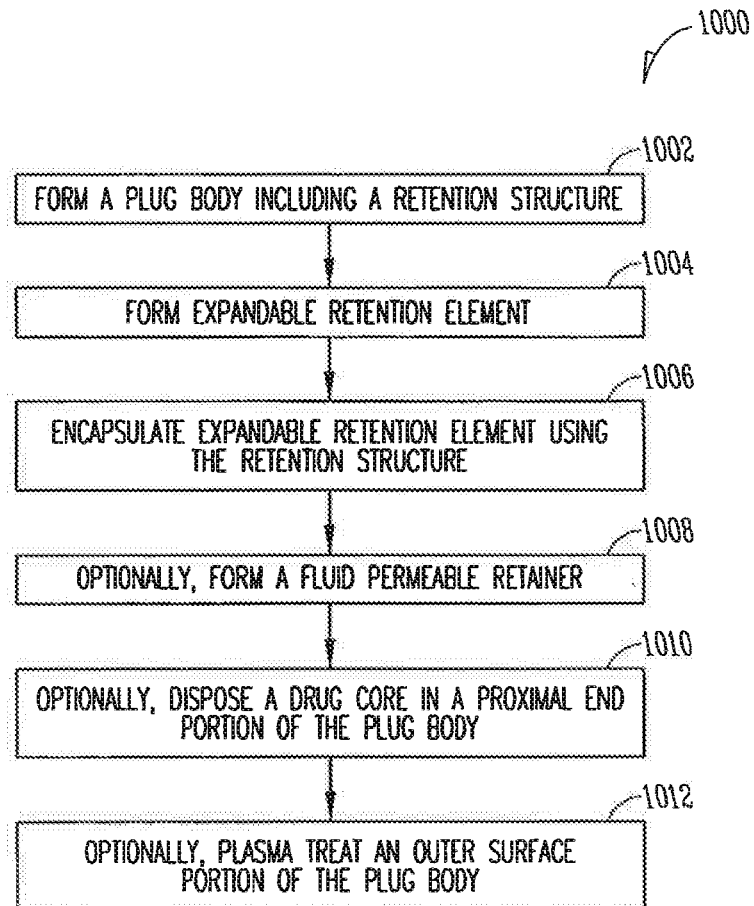 1000
1002
FORM A PLUG BODY INCLUDING A RETENTION STRUCTURE
1004
FORM EXPANDABLE RETENTION ELEMENT
1006
ENCAPSULATE EXPANDABLE RETENTION ELEMENT USING
THE RETENTION STRUCTURE
1008
OPTIONALLY, FORM A FLUID PERMEABLE RETAINER
1010
OPTIONALLY, DISPOSE A DRUG CORE IN A PROXIMAL END
PORTION OF THE PLUG BODY
1012
OPTIONALLY, PLASMA TREAT AN OUTER SURFACE
PORTION OF THE PLUG BODY